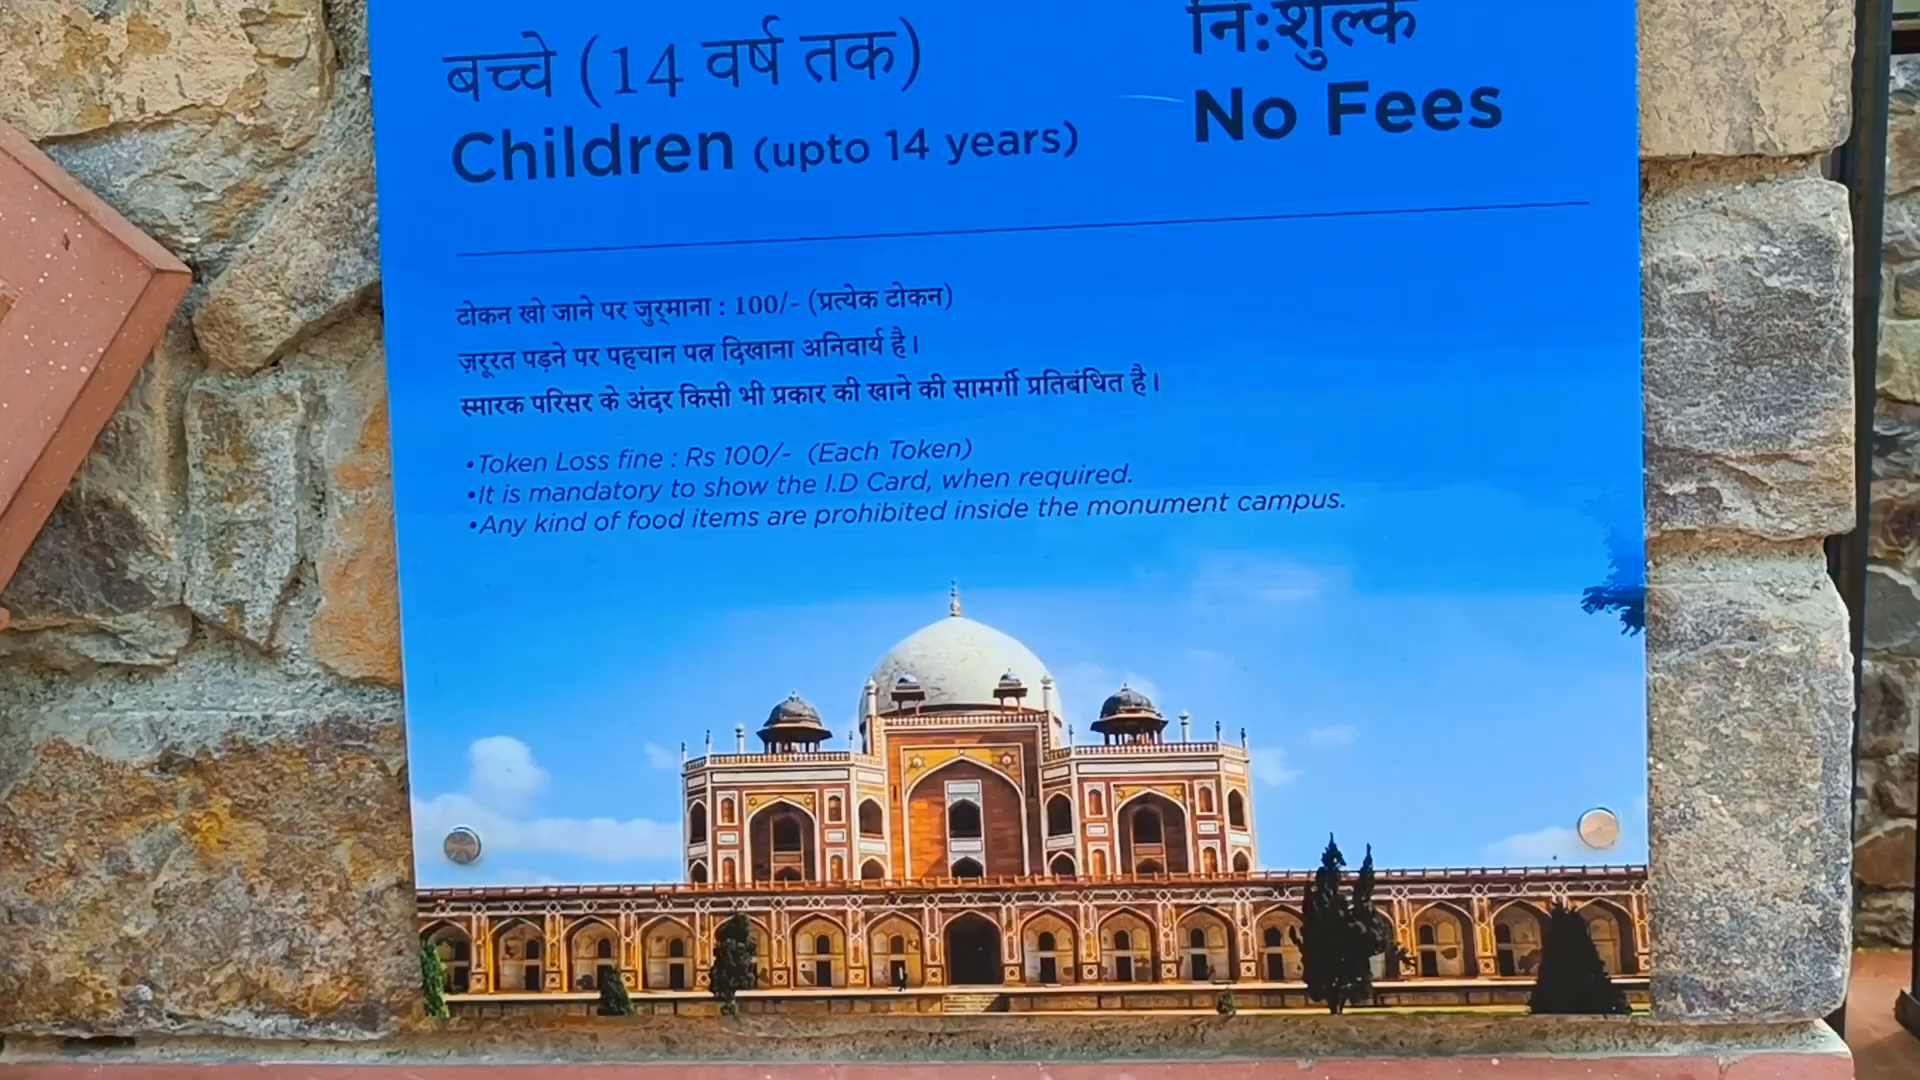 बच्चे (14 वर्ष तक)
Children (upto 14 years)
नि:शुल्क
No Fees
टोकन खो जाने पर जुर्माना : 100/- (प्रत्येक टोकन)
ज़रूरत पड़ने पर पहचान पत्र दिखाना अनिवार्य है।
स्मारक परिसर के अंदर किसी भी प्रकार की खाने की सामर्गी प्रतिबंधित है।
•Token Loss fine : Rs 100/- (Each Token)
•It is mandatory to show the I.D Card, when required.
•Any kind of food items are prohibited inside the monument campus.